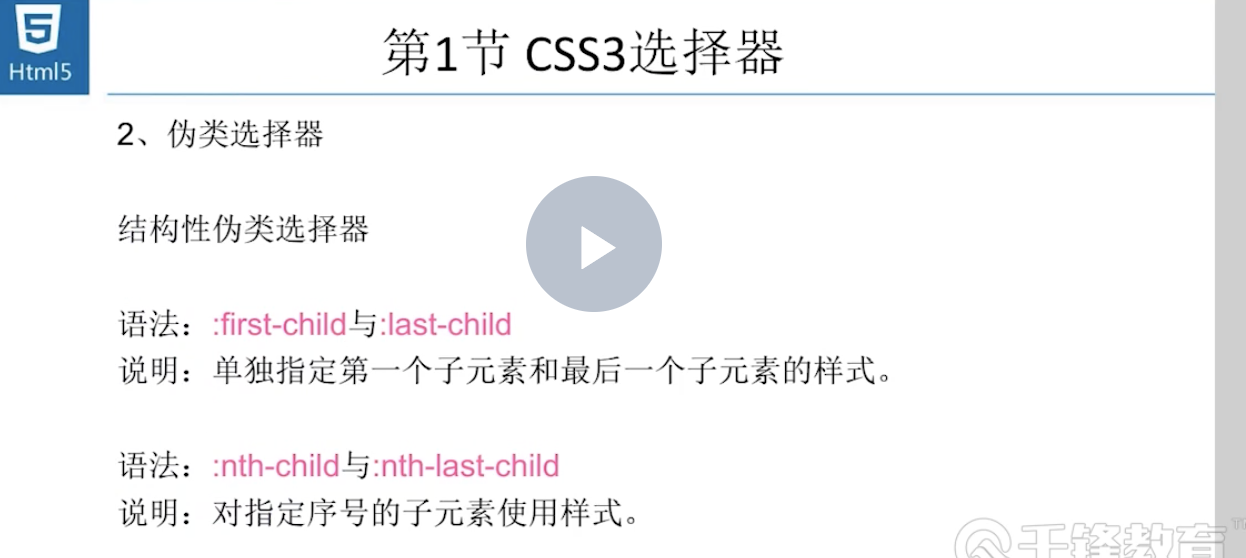 Html5
第1节 CSS3选择器
2、伪类选择器
结构性伪类选择器
语法：:first-child与:last-child
说明：单独指定第一个子元素和最后一个子元素的样式。
语法：:nth-child与:nth-last-child
说明：对指定序号的子元素使用样式。
千锋教育